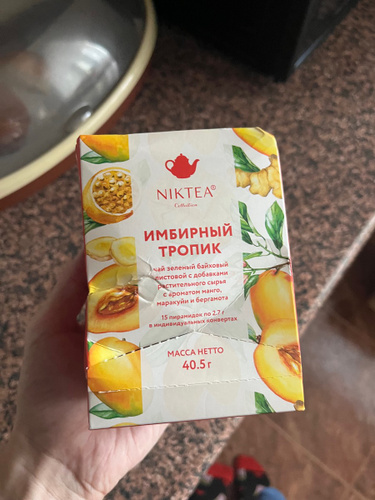 NIKTEA®
Collection
ИМБИРНЫЙ
ТРОПИК
чай зеленый байховый
листовой с добавками
растительного сырья
с ароматом манго,
маракуйи и бергамота
15 пирамидок по 2.7 г
в индивидуальных конвертах
МАССА НЕТТО
40.5 г